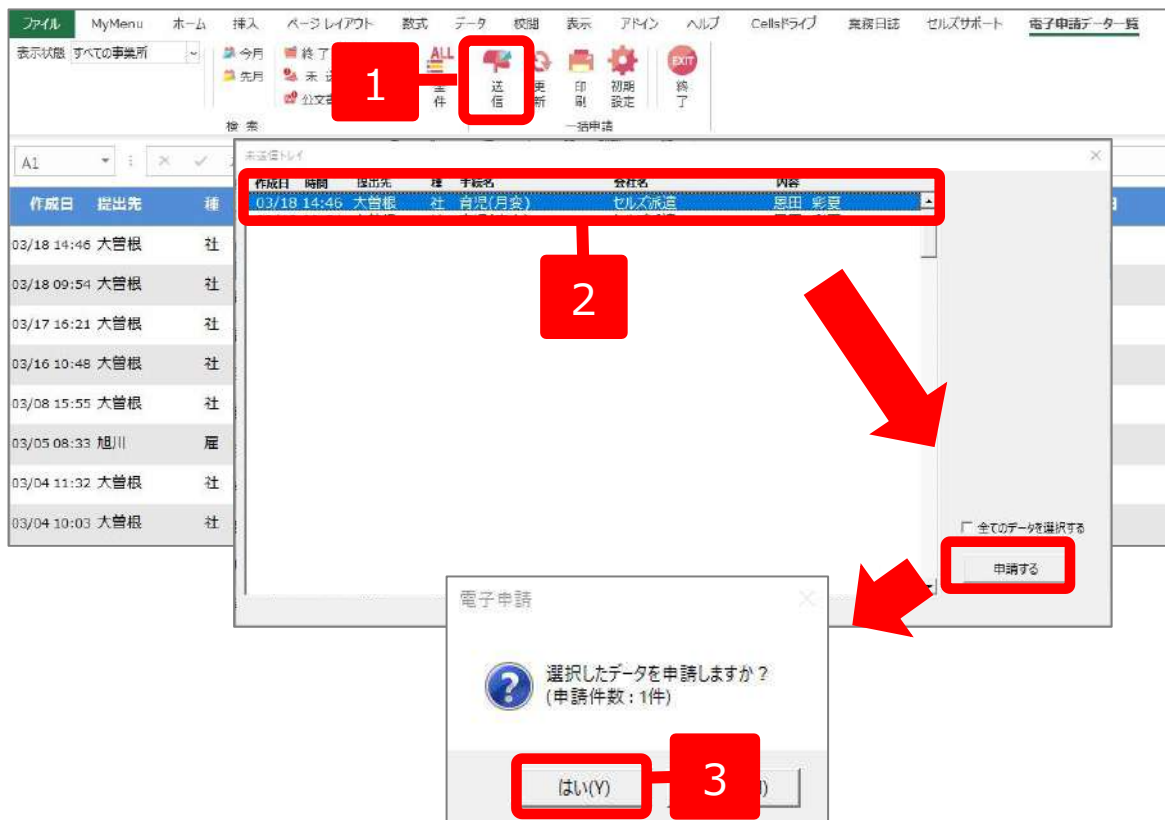 ファイル MyMenu ホーム 挿入 ページ レイアウト 数式 データ 校閲 表示 アドイン ヘルプ Cellsドライブ 業務日誌 セルズサポート 電子申請データ一覧
表示状態 すべての事業所
今月 終了
先月 未送
公文書
検索
1
ALL
全件
送信
更新
印刷
初期設定
EXIT
終了
一括申請
A1
未送信トレイ
作成日 時間 提出先 種 手続名 会社名 内容
03/18 14:46 大曽根 社 育児(月変) セルズ派遣 恩田 彩夏
作成日 提出先 種
03/18 14:46 大曽根 社
03/18 09:54 大曽根 社
03/17 16:21 大曽根 社
03/16 10:48 大曽根 社
03/08 15:55 大曽根 社
03/05 08:33 旭川 雇
03/04 11:32 大曽根 社
03/04 10:03 大曽根 社
2
全てのデータを選択する
申請する
電子申請
選択したデータを申請しますか？
(申請件数：1件)
はい(Y)
3